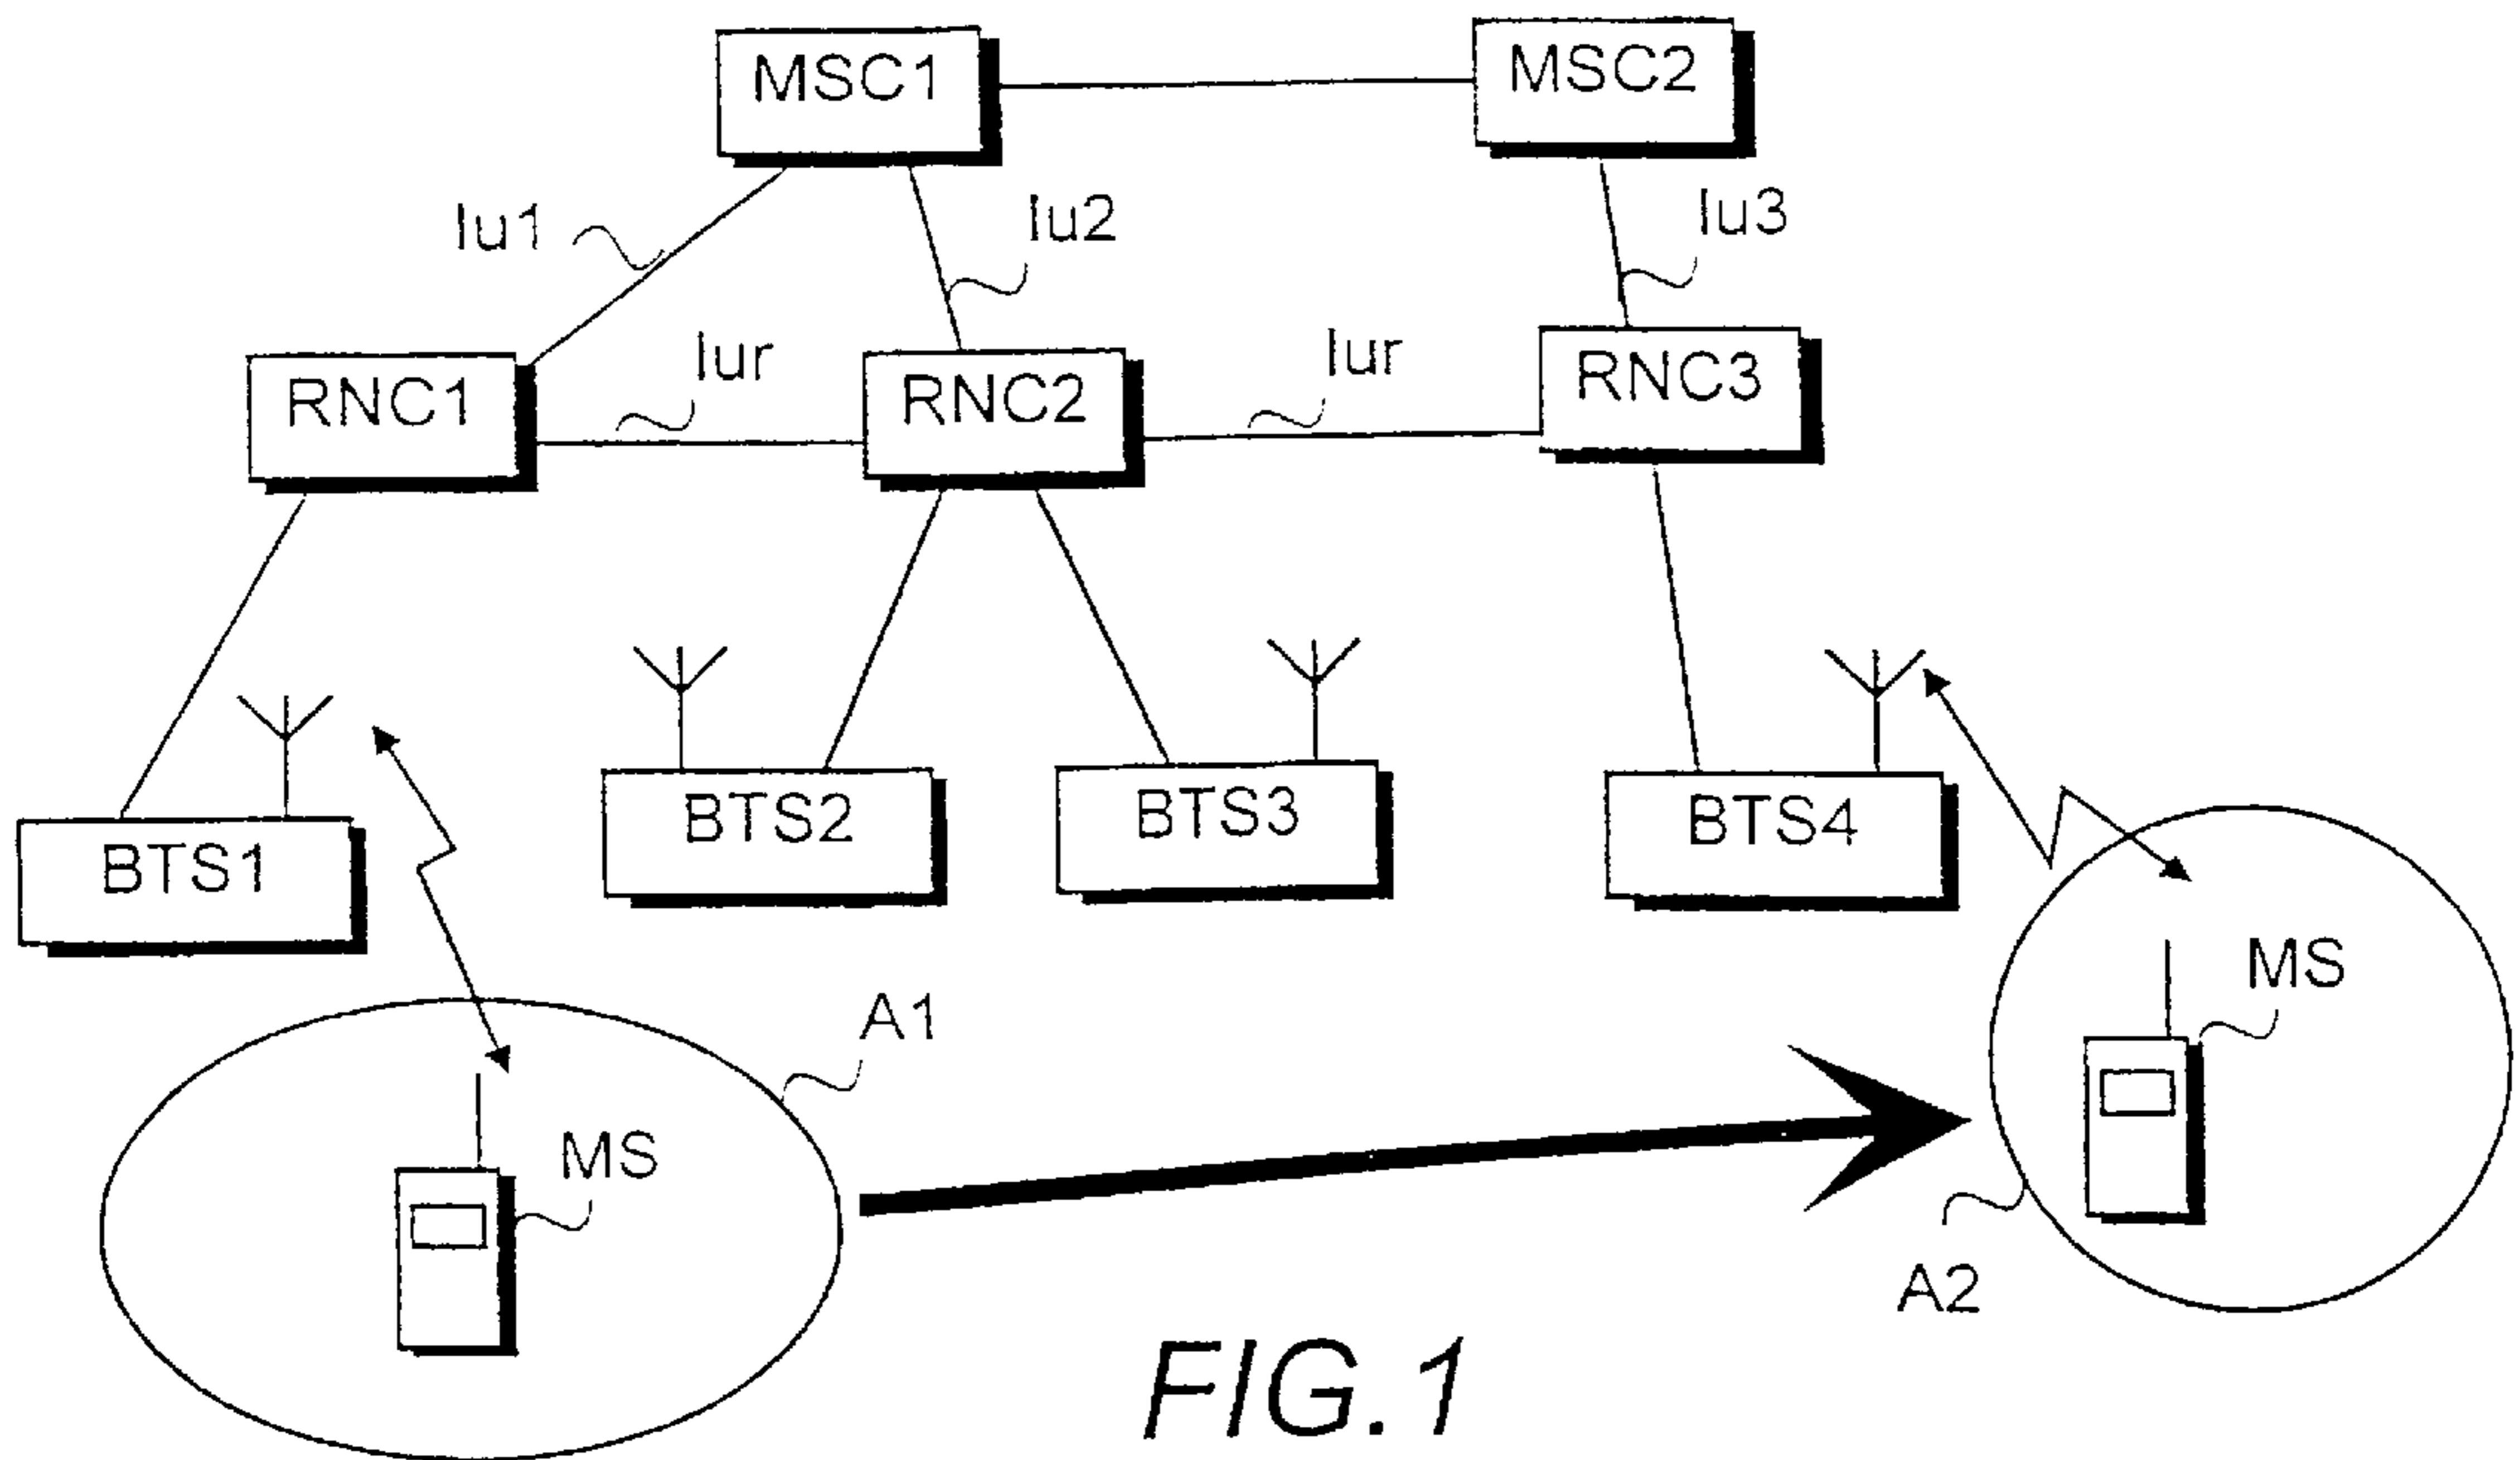 MSC1
MSC2
Iu1
Iu2
Iu3
Iur
Iur
RNC1
RNC2
RNC3
BTS1
BTS2
BTS3
BTS4
MS
A1
MS
A2
FIG.1